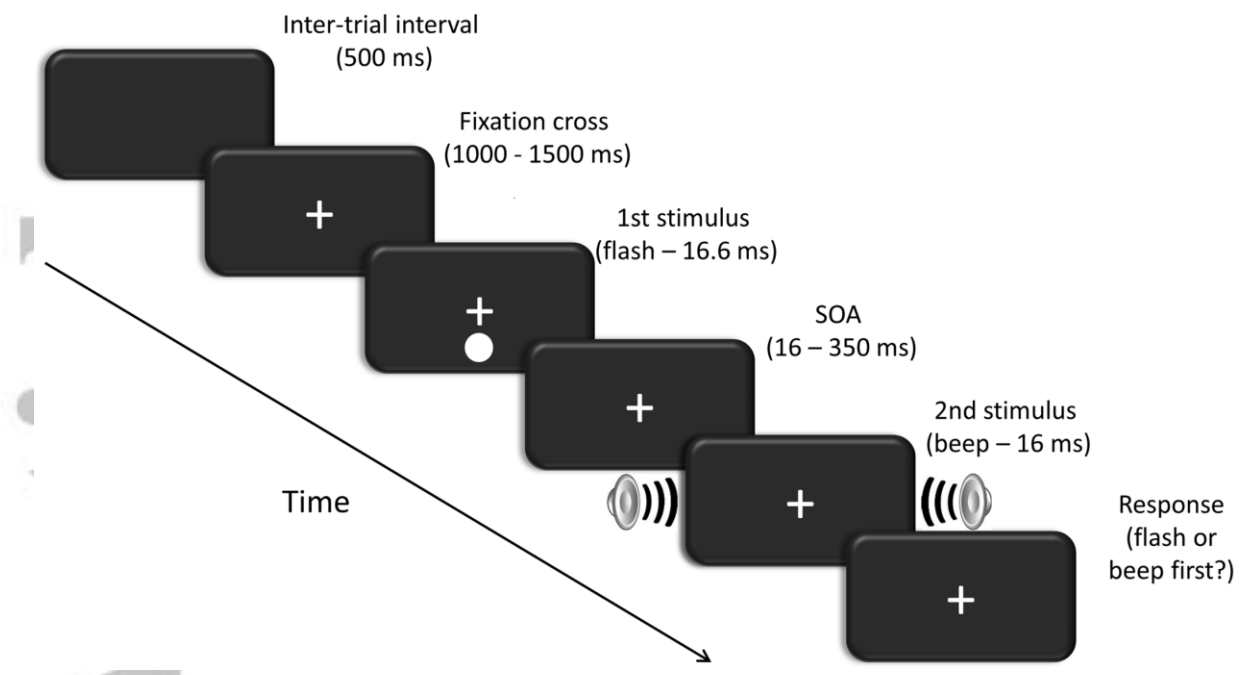 Inter-trial interval
(500 ms)
Fixation cross
(1000 - 1500 ms)
1st stimulus
(flash – 16.6 ms)
SOA
(16 – 350 ms)
2nd stimulus
(beep – 16 ms)
Time
Response
(flash or
beep first?)